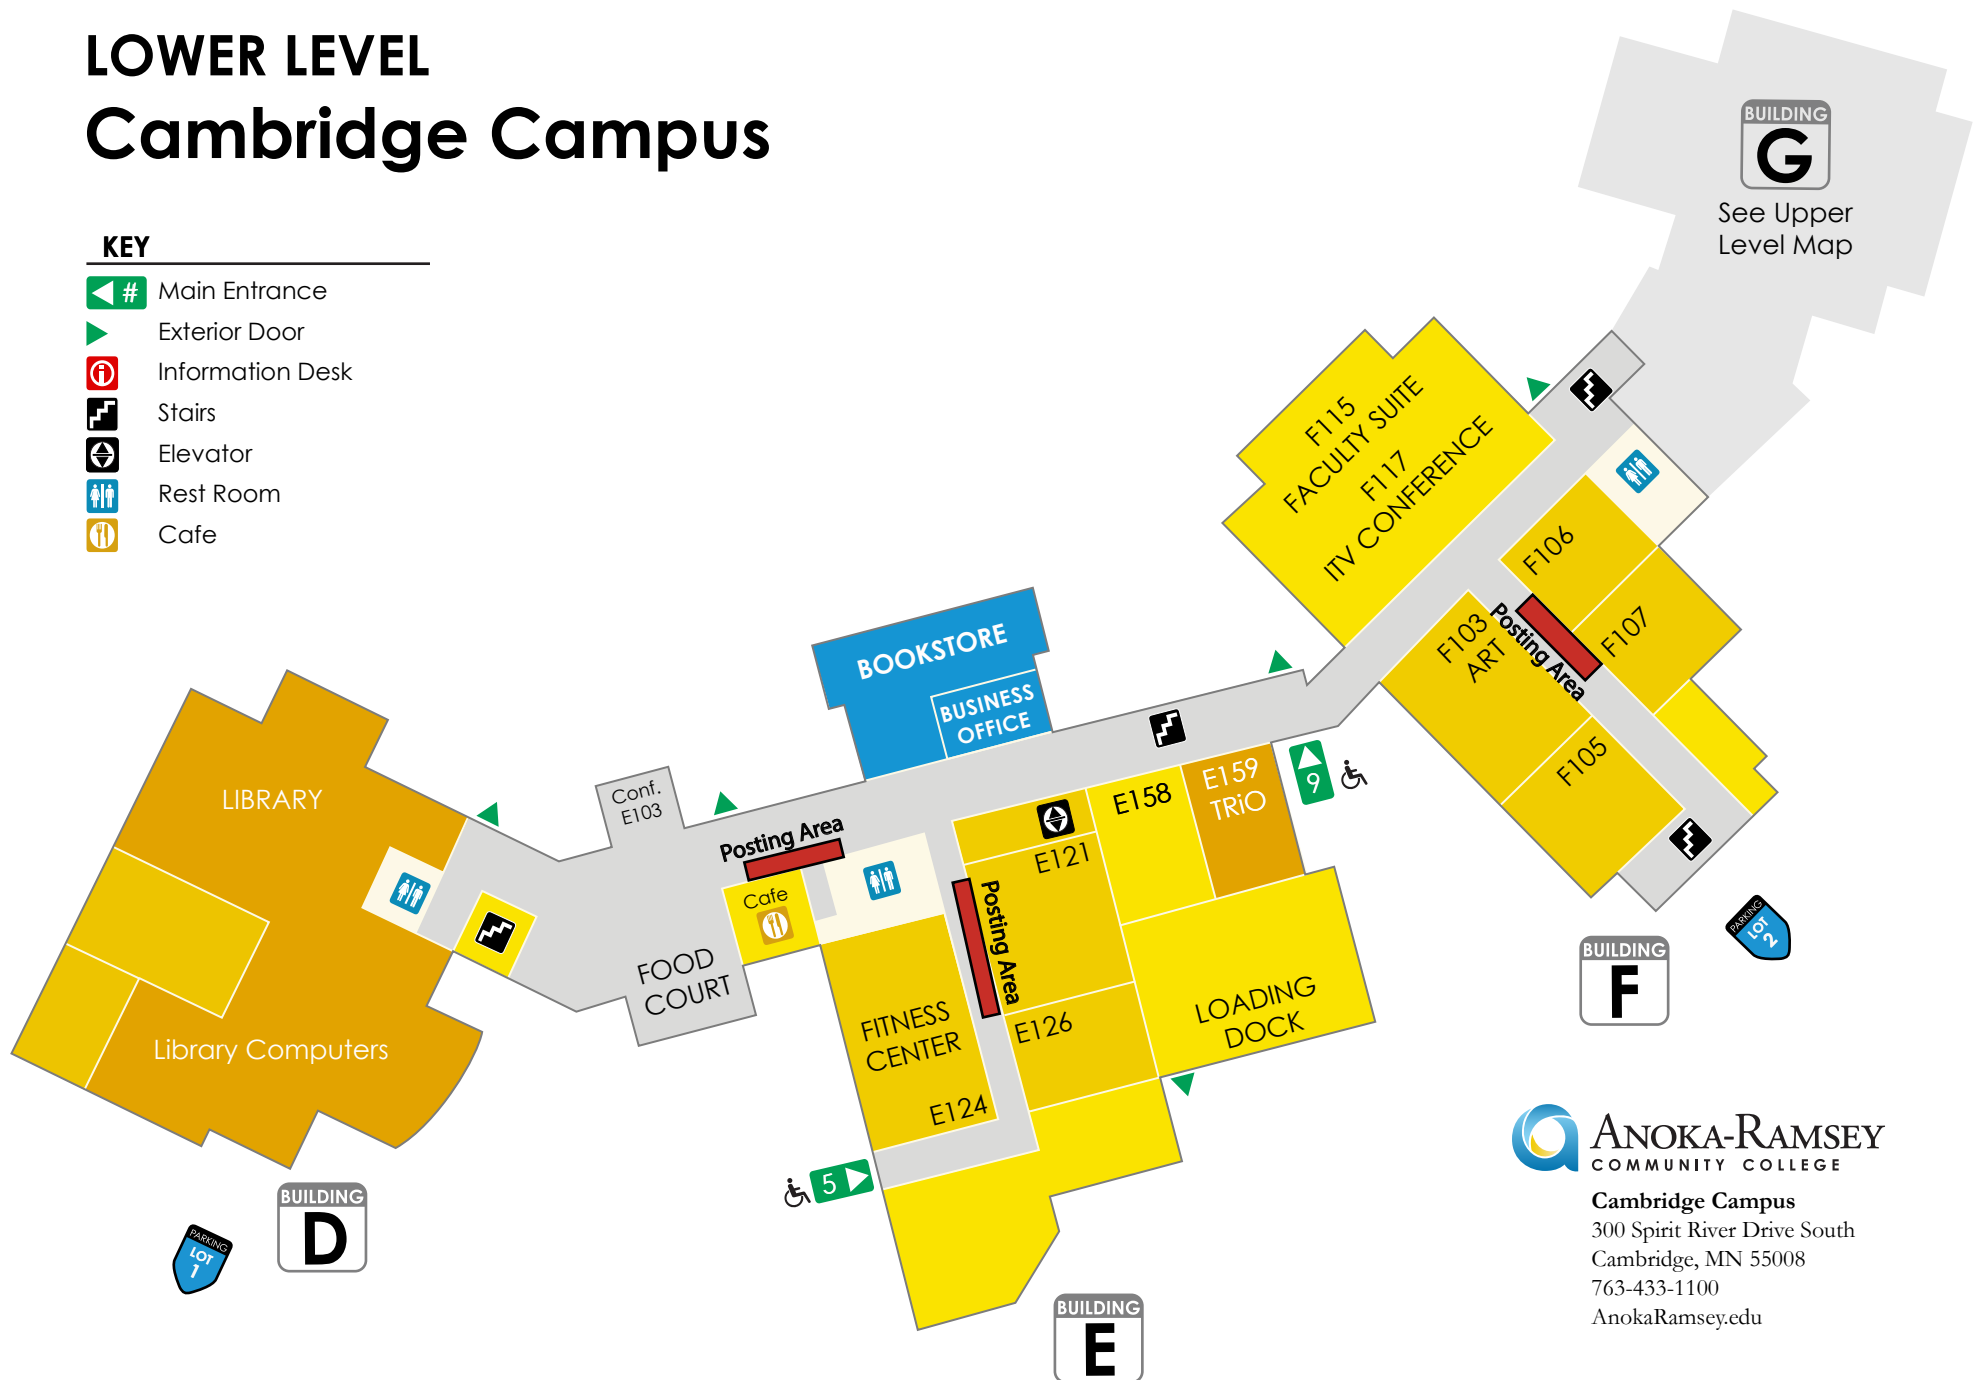 LOWER LEVEL
Cambridge Campus
KEY
# Main Entrance
Exterior Door
Information Desk
Stairs
Elevator
Rest Room
Cafe
BUILDING
G
See Upper
Level Map
F115
FACULTY SUITE
F117
ITV CONFERENCE
F106
F107
F103
ART
Posting Area
F105
BOOKSTORE
BUSINESS
OFFICE
LIBRARY
Library Computers
Conf.
E103
Posting Area
Cafe
FOOD
COURT
E121
E158
E159
TRiO
9
Posting Area
E126
LOADING
DOCK
FITNESS
CENTER
E124
5
PARKING
LOT
2
BUILDING
F
BUILDING
D
PARKING
LOT
1
BUILDING
E
ANOKA-RAMSEY
COMMUNITY COLLEGE
Cambridge Campus
300 Spirit River Drive South
Cambridge, MN 55008
763-433-1100
AnokaRamsey.edu